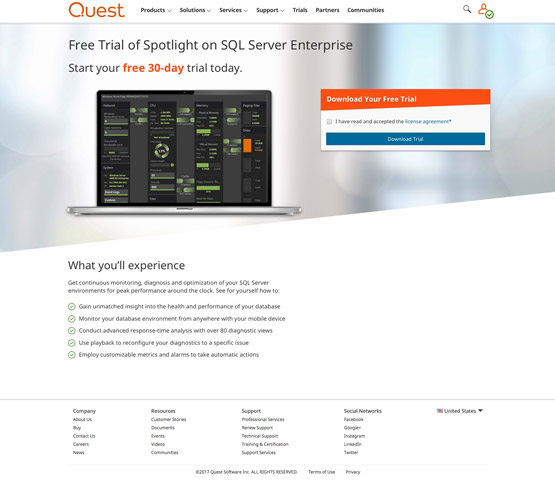 Quest
Products Solutions Services Support Trials Partners Communities
Free Trial of Spotlight on SQL Server Enterprise
Start your free 30-day trial today.
Download Your Free Trial
I have read and accepted the license agreement*
Download Trial
Network
CPU
Memory
Paging Files
Disks
System
What you'll experience
Get continuous monitoring, diagnosis and optimization of your SQL Server
environments for peak performance around the clock. See for yourself how to:
Gain unmatched insight into the health and performance of your database
Monitor your database environment from anywhere with your mobile device
Conduct advanced response-time analysis with over 80 diagnostic views
Use playback to reconfigure your diagnostics to a specific issue
Employ customizable metrics and alarms to take automatic actions
Company
About Us
Buy
Contact Us
Careers
News
Resources
Customer Stories
Documents
Events
Videos
Communities
Support
Professional Services
Renew Support
Technical Support
Training & Certification
Support Services
Social Networks
Facebook
Google+
Instagram
LinkedIn
Twitter
United States
©2017 Quest Software Inc. ALL RIGHTS RESERVED. Terms of Use Privacy